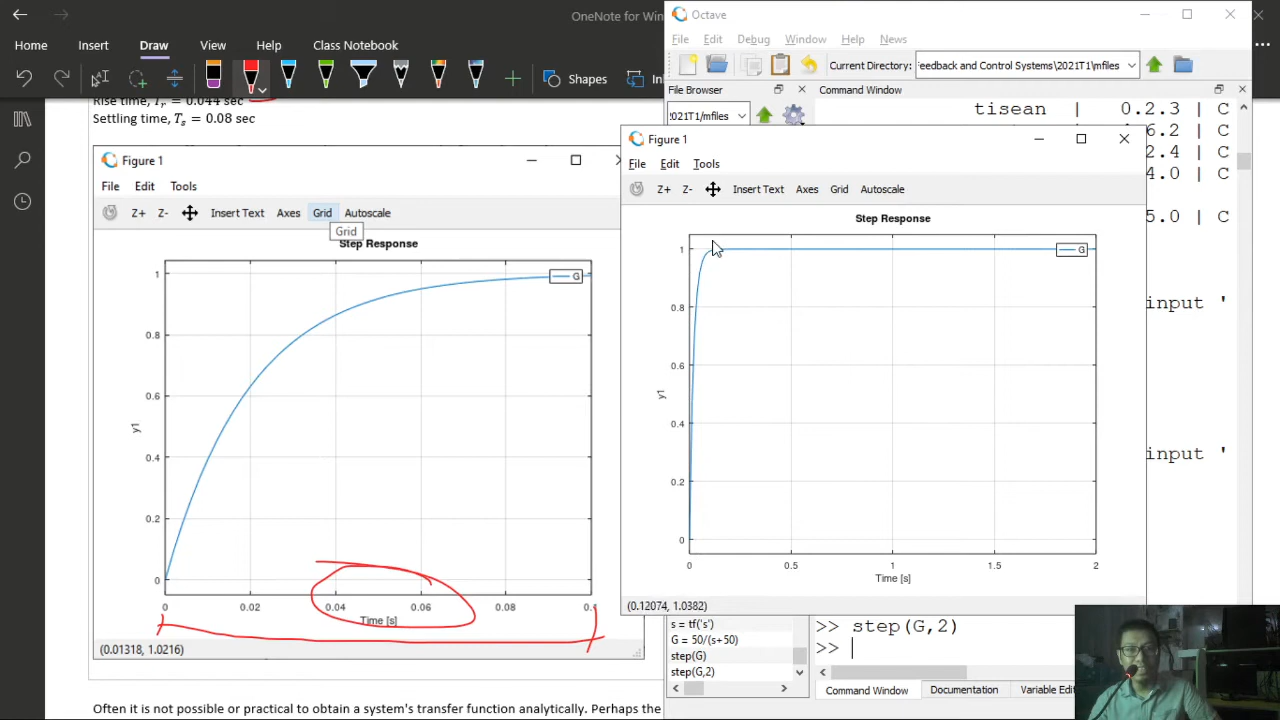 OneNote for Win
Home Insert Draw View Help Class Notebook
Shapes
In
Rise time, Tr = 0.044 sec
Settling time, Ts = 0.08 sec
Figure 1
File Edit Tools
Z+ Z- Insert Text Axes Grid Autoscale
Grid
Step Response
G
1
0.8
0.6
0.4
0.2
0
y1
0 0.02 0.04 0.06 0.08 0.1
Time [s]
(0.01318, 1.0216)
Often it is not possible or practical to obtain a system's transfer function analytically. Perhaps the
Octave
File Edit Debug Window Help News
Current Directory: Feedback and Control Systems\2021T1\mfiles
File Browser
Command Window
2021T1/mfiles
tisean | 0.2.3 | C
6.2 | C
2.4 | C
4.0 | C
5.0 | C
input '
input '
Figure 1
File Edit Tools
Z+ Z- Insert Text Axes Grid Autoscale
Step Response
G
1
0.8
0.6
0.4
0.2
0
y1
0 0.5 1 1.5 2
Time [s]
(0.12074, 1.0382)
s = tf('s')
G = 50/(s+50)
step(G)
step(G,2)
>> step(G,2)
>>
Command Window Documentation Variable Edit